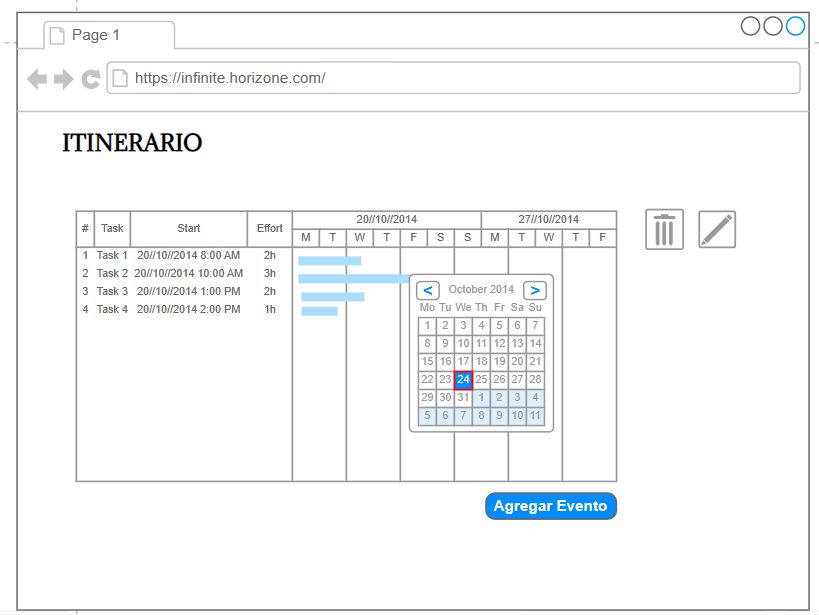 Page 1
https://infinite.horizone.com/
ITINERARIO
20//10//2014 27//10//2014
# Task Start Effort
M T W T F S S M T W T F
1 Task 1 20//10//2014 8:00 AM 2h
2 Task 2 20//10//2014 10:00 AM 3h
3 Task 3 20//10//2014 1:00 PM 2h
4 Task 4 20//10//2014 2:00 PM 1h
< October 2014 >
Mo Tu We Th Fr Sa Su
1 2 3 4 5 6 7
8 9 10 11 12 13 14
15 16 17 18 19 20 21
22 23 24 25 26 27 28
29 30 31 1 2 3 4
5 6 7 8 9 10 11
Agregar Evento